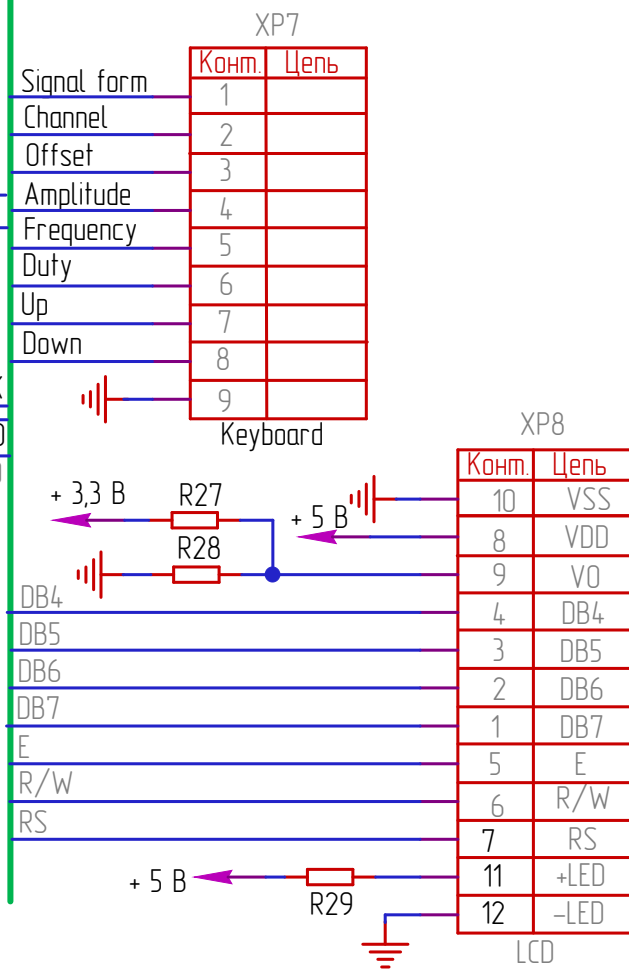 XP7
Конт. Цепь
Signal form 1
Channel 2
Offset 3
Amplitude 4
Frequency 5
Duty 6
Up 7
Down 8
9
Keyboard
XP8
Конт. Цепь
10 VSS
+ 3,3 В R27
+ 5 В 8 VDD
R28 9 VO
DB4 4 DB4
DB5 3 DB5
DB6 2 DB6
DB7 1 DB7
E 5 E
R/W 6 R/W
RS 7 RS
+ 5 В R29 11 +LED
12 -LED
LCD